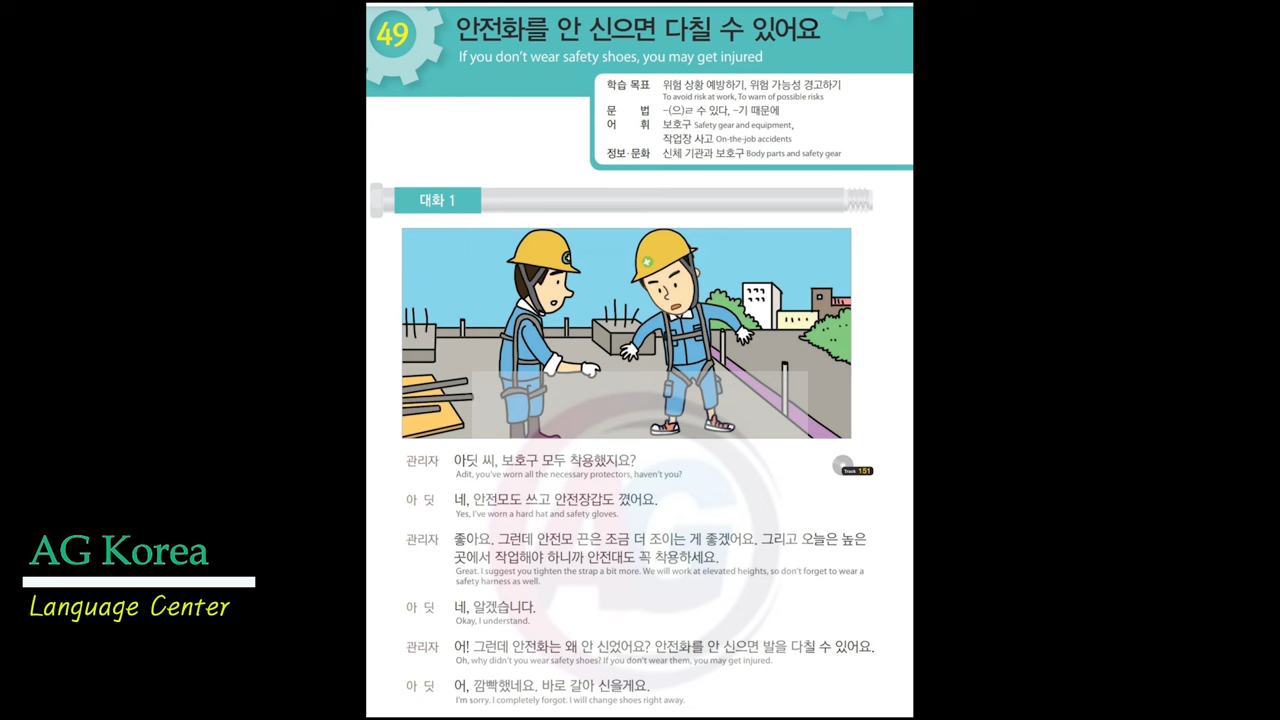 49
안전화를 안 신으면 다칠 수 있어요
If you don't wear safety shoes, you may get injured
학습 목표 위험 상황 예방하기, 위험 가능성 경고하기
To avoid risk at work, To warn of possible risks
문 법 -(으)ㄹ 수 있다, -기 때문에
어 휘 보호구 Safety gear and equipment,
작업장 사고 On-the-job accidents
정보·문화 신체 기관과 보호구 Body parts and safety gear
대화 1
관리자 아딧 씨, 보호구 모두 착용했지요?
Adit, you've worn all the necessary protectors, haven't you?
Track 151
아 딧 네, 안전모도 쓰고 안전장갑도 꼈어요.
Yes, I've worn a hard hat and safety gloves.
관리자 좋아요. 그런데 안전모 끈은 조금 더 조이는 게 좋겠어요. 그리고 오늘은 높은
곳에서 작업해야 하니까 안전대도 꼭 착용하세요.
Great. I suggest you tighten the strap a bit more. We will work at elevated heights, so don't forget to wear a
safety harness as well.
아 딧 네, 알겠습니다.
Okay, I understand.
관리자 어! 그런데 안전화는 왜 안 신었어요? 안전화를 안 신으면 발을 다칠 수 있어요.
Oh, why didn't you wear safety shoes? If you don't wear them, you may get injured.
아 딧 어, 깜빡했네요. 바로 갈아 신을게요.
I'm sorry. I completely forgot. I will change shoes right away.
AG Korea
Language Center
AG